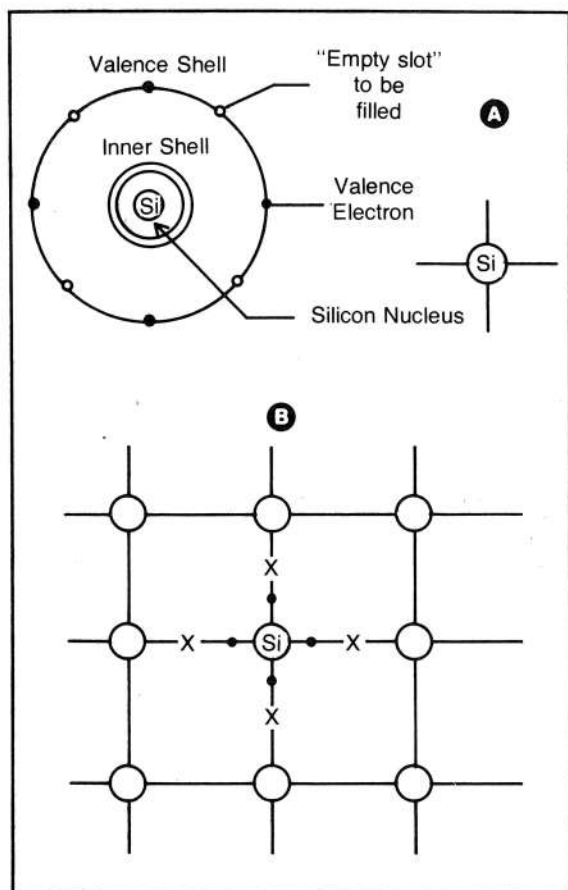 Valence Shell
"Empty slot"
to be
filled
A
Inner Shell
Si
Valence
Electron
Si
Silicon Nucleus
B
X
X
Si
X
X